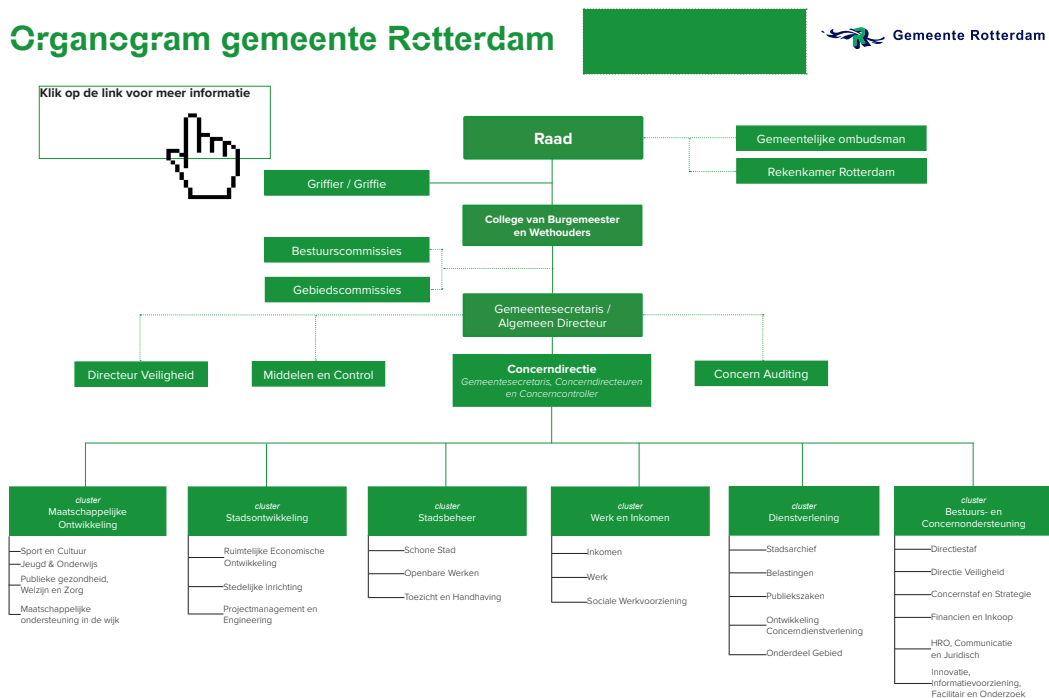 Organogram gemeente Rotterdam
Gemeente Rotterdam
Klik op de link voor meer informatie
Raad
Gemeentelijke ombudsman
Rekenkamer Rotterdam
Griffier / Griffie
College van Burgemeester
en Wethouders
Bestuurscommissies
Gebiedscommissies
Gemeentesecretaris /
Algemeen Directeur
Directeur Veiligheid
Middelen en Control
Concerndirectie
Gemeentesecretaris, Concerndirecteuren
en Concerncontroller
Concern Auditing
cluster
Maatschappelijke
Ontwikkeling
Sport en Cultuur
Jeugd & Onderwijs
Publieke gezondheid,
Welzijn en Zorg
Maatschappelijke
ondersteuning in de wijk
cluster
Stadsontwikkeling
Ruimtelijke Economische
Ontwikkeling
Stedelijke Inrichting
Projectmanagement en
Engineering
cluster
Stadsbeheer
Schone Stad
Openbare Werken
Toezicht en Handhaving
cluster
Werk en Inkomen
Inkomen
Werk
Sociale Werkvoorziening
cluster
Dienstverlening
Stadsarchief
Belastingen
Publiekszaken
Ontwikkeling
Concerndienstverlening
Onderdeel Gebied
cluster
Bestuurs- en
Concernondersteuning
Directiestaf
Directie Veiligheid
Concernstaf en Strategie
Financien en Inkoop
HRO, Communicatie
en Juridisch
Innovatie,
Informatievoorziening,
Facilitair en Onderzoek